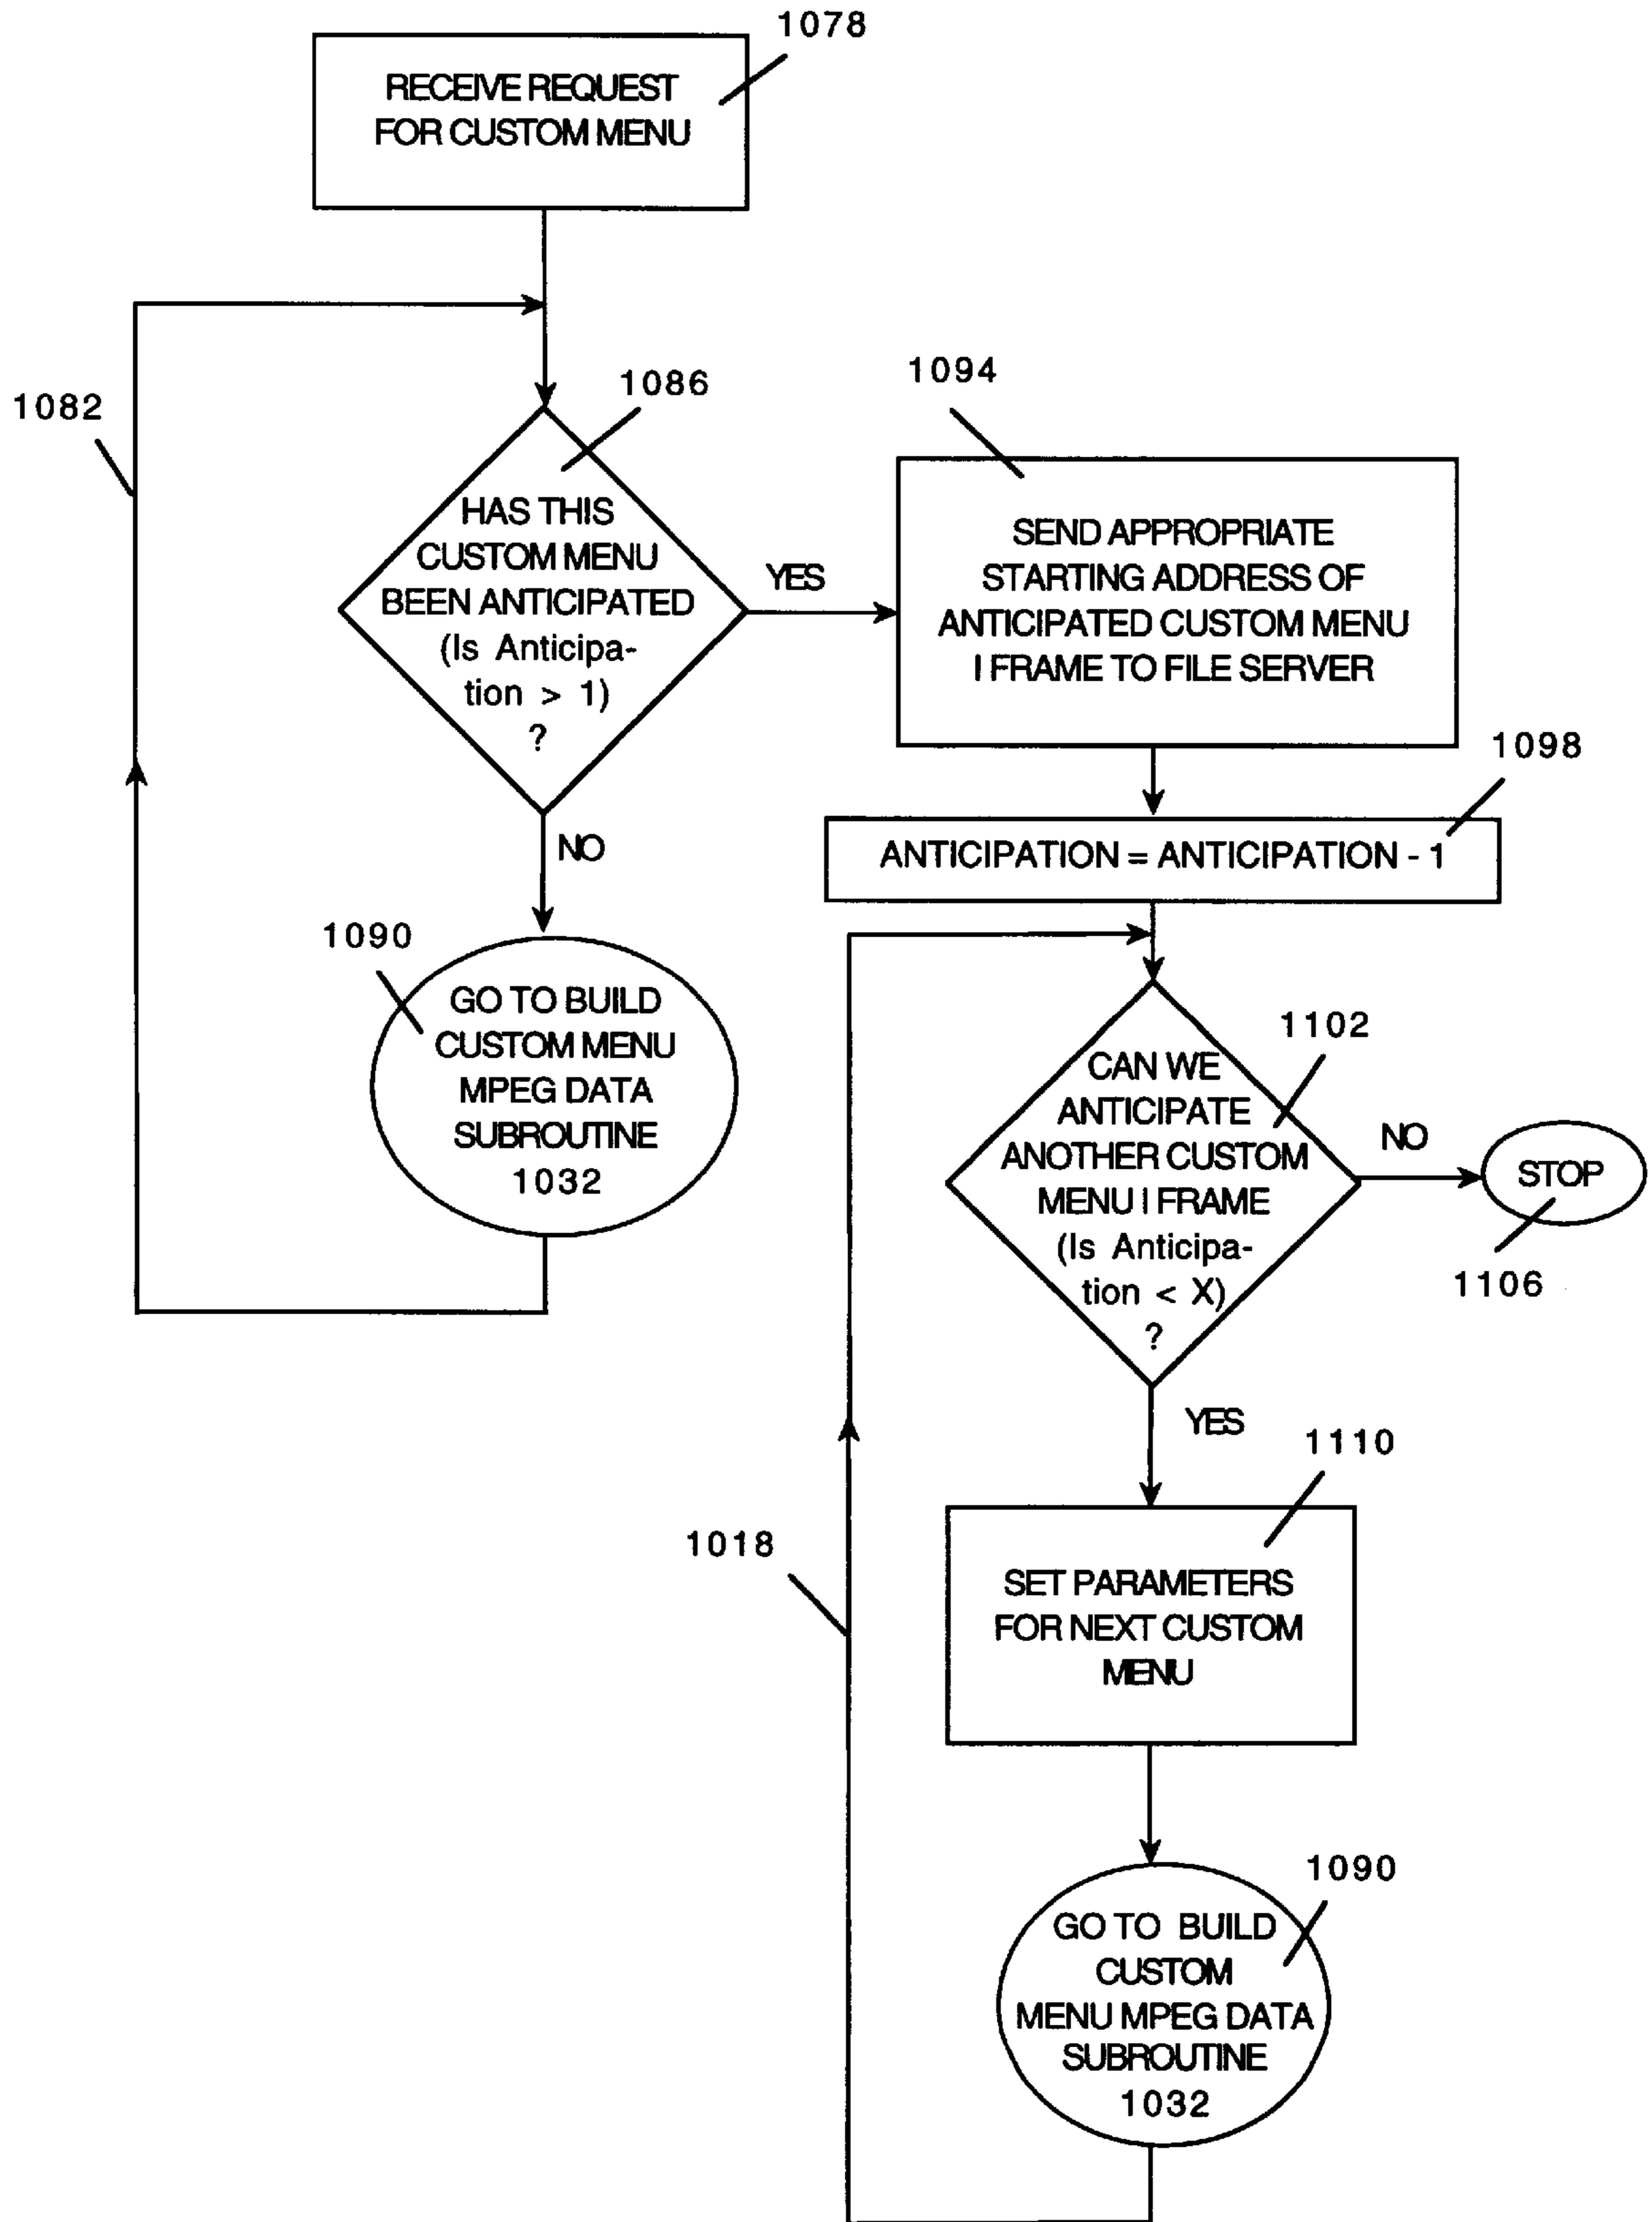 1078
RECEIVE REQUEST
FOR CUSTOM MENU
1082
1086
HAS THIS
CUSTOM MENU
BEEN ANTICIPATED
(Is Anticipa-
tion > 1)
?
YES
NO
1094
SEND APPROPRIATE
STARTING ADDRESS OF
ANTICIPATED CUSTOM MENU
I FRAME TO FILE SERVER
1098
ANTICIPATION = ANTICIPATION - 1
1090
GO TO BUILD
CUSTOM MENU
MPEG DATA
SUBROUTINE
1032
1102
CAN WE
ANTICIPATE
ANOTHER CUSTOM
MENU I FRAME
(Is Anticipa-
tion < X)
?
NO
STOP
1106
YES
1110
1018
SET PARAMETERS
FOR NEXT CUSTOM
MENU
1090
GO TO BUILD
CUSTOM
MENU MPEG DATA
SUBROUTINE
1032